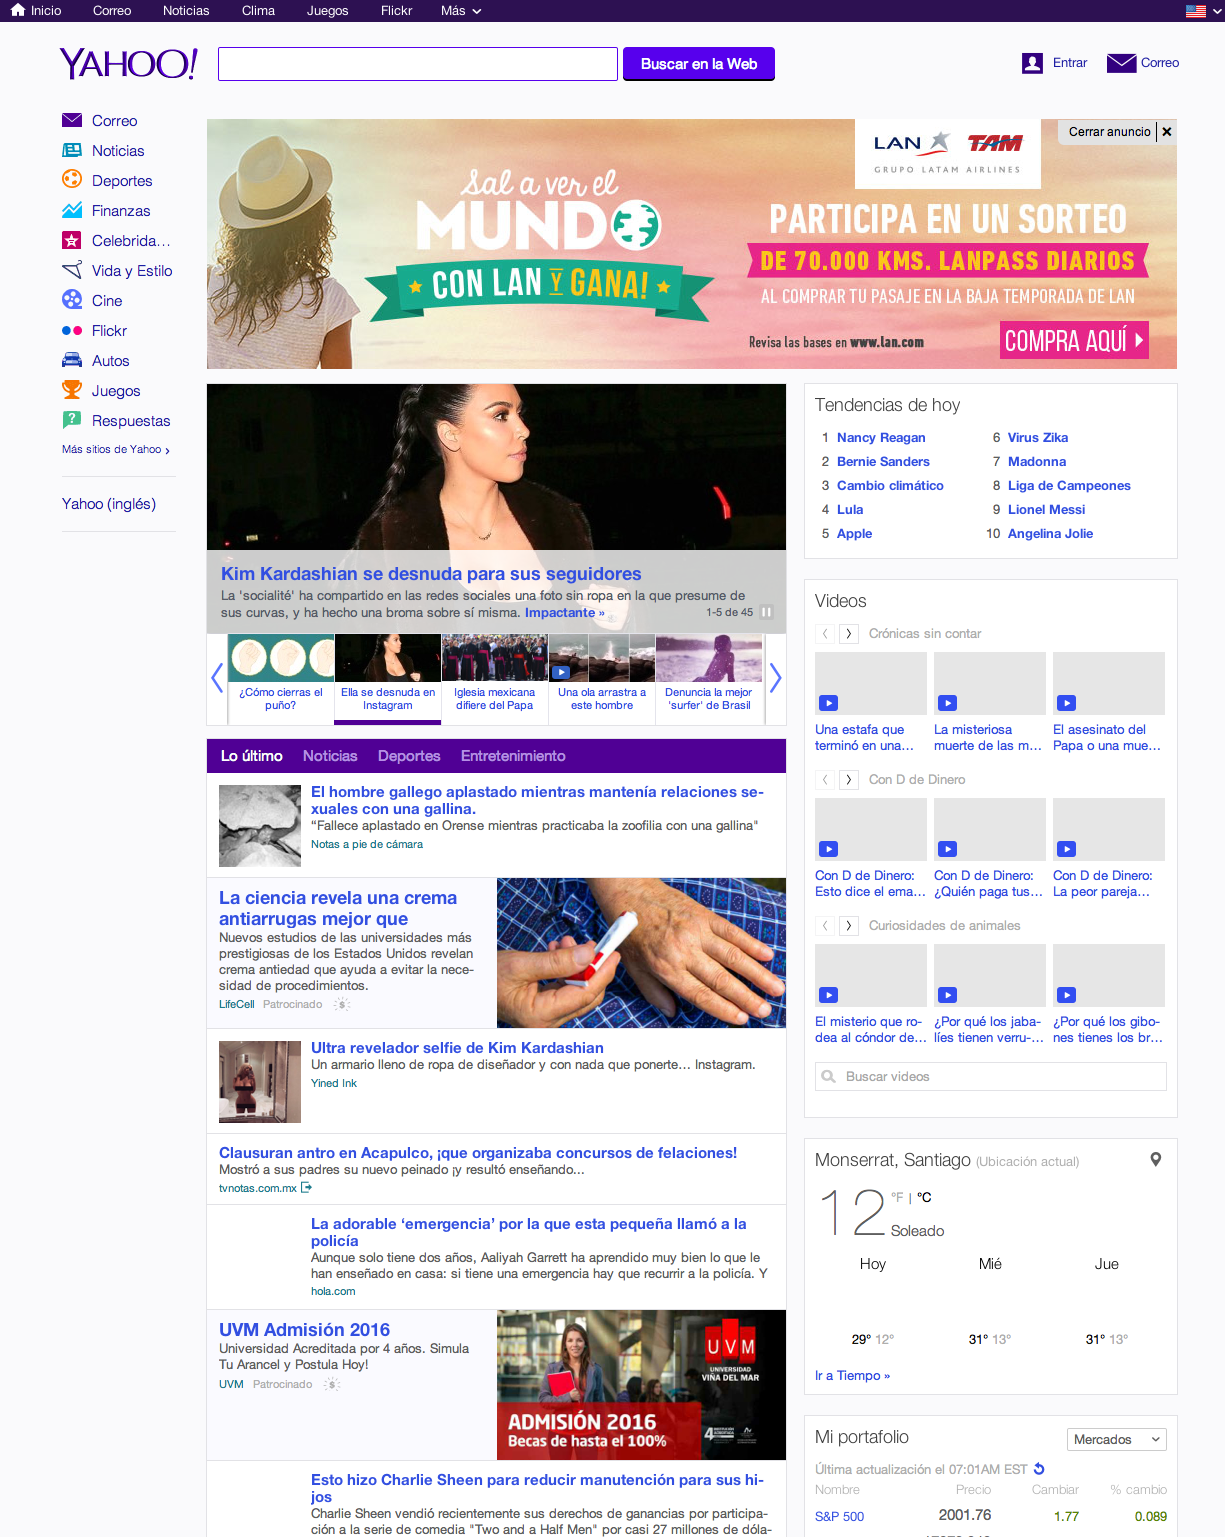 Inicio Correo Noticias Clima Juegos Flickr Más
YAHOO!
Buscar en la Web
Entrar
Correo
Correo
Noticias
Deportes
Finanzas
Celebrida...
Vida y Estilo
Cine
Flickr
Autos
Juegos
Respuestas
Más sitios de Yahoo ›
Yahoo (inglés)
Cerrar anuncio
LAN TAM
GRUPO LATAM AIRLINES
Sal a ver el
MUNDO
CON LAN Y GANA!
PARTICIPA EN UN SORTEO
DE 70.000 KMS. LANPASS DIARIOS
AL COMPRAR TU PASAJE EN LA BAJA TEMPORADA DE LAN
Revisa las bases en www.lan.com
COMPRA AQUÍ
Kim Kardashian se desnuda para sus seguidores
La 'socialité' ha compartido en las redes sociales una foto sin ropa en la que presume de
sus curvas, y ha hecho una broma sobre sí misma. Impactante »
1-5 de 45
¿Cómo cierras el
puño?
Ella se desnuda en
Instagram
Iglesia mexicana
difiere del Papa
Una ola arrastra a
este hombre
Denuncia la mejor
'surfer' de Brasil
Lo último Noticias Deportes Entretenimiento
El hombre gallego aplastado mientras mantenía relaciones se-
xuales con una gallina.
“Fallece aplastado en Orense mientras practicaba la zoofilia con una gallina"
Notas a pie de cámara
La ciencia revela una crema
antiarrugas mejor que
Nuevos estudios de las universidades más
prestigiosas de los Estados Unidos revelan
crema antiedad que ayuda a evitar la nece-
sidad de procedimientos.
LifeCell Patrocinado
Ultra revelador selfie de Kim Kardashian
Un armario lleno de ropa de diseñador y con nada que ponerte... Instagram.
Yined Ink
Clausuran antro en Acapulco, ¡que organizaba concursos de felaciones!
Mostró a sus padres su nuevo peinado ¡y resultó enseñando...
tvnotas.com.mx
La adorable ‘emergencia’ por la que esta pequeña llamó a la
policía
Aunque solo tiene dos años, Aaliyah Garrett ha aprendido muy bien lo que le
han enseñado en casa: si tiene una emergencia hay que recurrir a la policía. Y
hola.com
UVM Admisión 2016
Universidad Acreditada por 4 años. Simula
Tu Arancel y Postula Hoy!
UVM Patrocinado
UVM
UNIVERSIDAD
VIÑA DEL MAR
ADMISIÓN 2016
Becas de hasta el 100%
Esto hizo Charlie Sheen para reducir manutención para sus hi-
jos
Charlie Sheen vendió recientemente sus derechos de ganancias por participa-
ción a la serie de comedia "Two and a Half Men" por casi 27 millones de dóla-
Tendencias de hoy
1 Nancy Reagan
2 Bernie Sanders
3 Cambio climático
4 Lula
5 Apple
6 Virus Zika
7 Madonna
8 Liga de Campeones
9 Lionel Messi
10 Angelina Jolie
Videos
Crónicas sin contar
Una estafa que
terminó en una...
La misteriosa
muerte de las m...
El asesinato del
Papa o una mue...
Con D de Dinero
Con D de Dinero:
Esto dice el ema...
Con D de Dinero:
¿Quién paga tus...
Con D de Dinero:
La peor pareja...
Curiosidades de animales
El misterio que ro-
dea al cóndor de...
¿Por qué los jaba-
líes tienen verru-...
¿Por qué los gibo-
nes tienes los br...
Buscar videos
Monserrat, Santiago (Ubicación actual)
12 °F | °C
Soleado
Hoy Mié Jue
29° 12° 31° 13° 31° 13°
Ir a Tiempo »
Mi portafolio
Mercados
Última actualización el 07:01AM EST
Nombre Precio Cambiar % cambio
S&P 500 2001.76 1.77 0.089